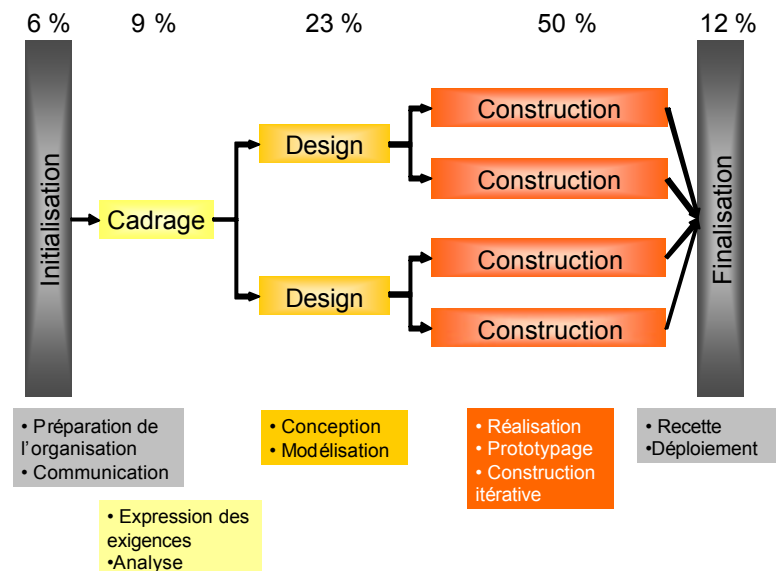 6 % 9 % 23 % 50 % 12 %
Initialisation
Cadrage
Design
Design
Construction
Construction
Construction
Construction
Finalisation
• Préparation de
l'organisation
• Communication
• Expression des
exigences
•Analyse
• Conception
• Modélisation
• Réalisation
• Prototypage
• Construction
itérative
• Recette
•Déploiement